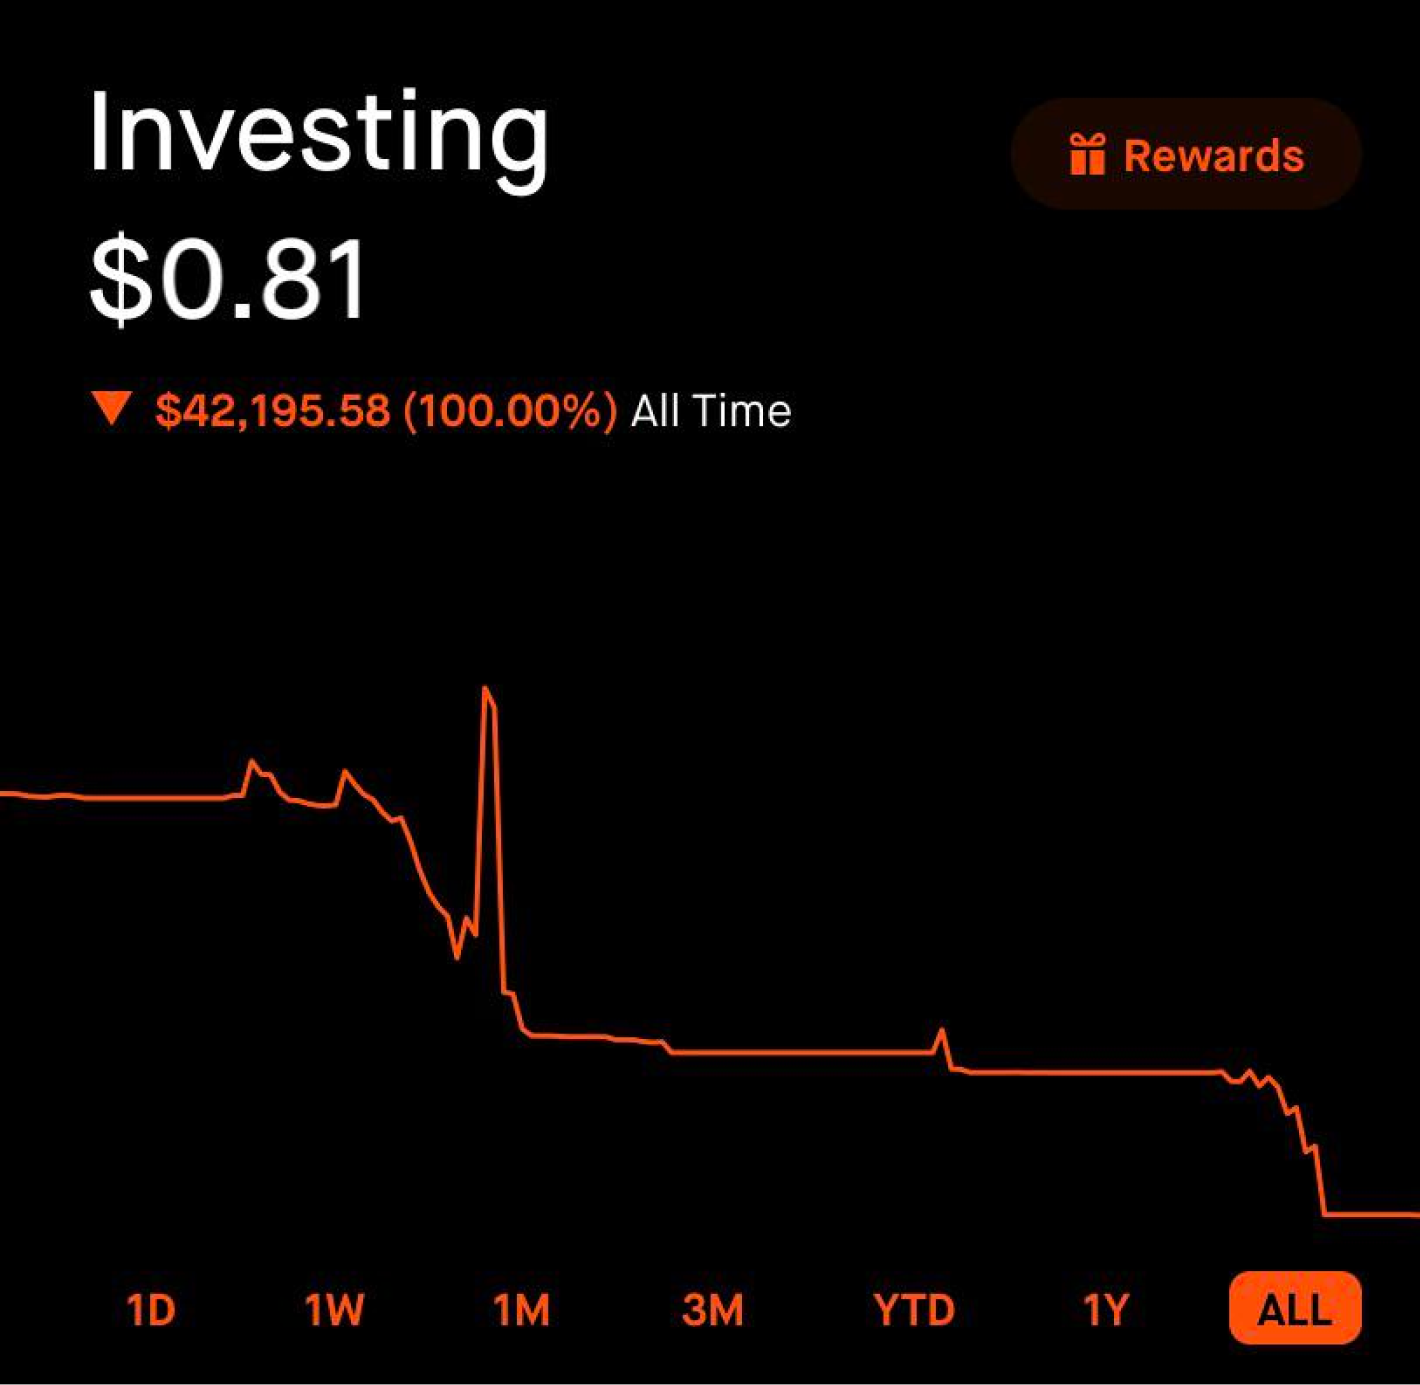 Investing
Rewards
$0.81
▼ $42,195.58 (100.00%) All Time
1D 1W 1M 3M YTD 1Y ALL